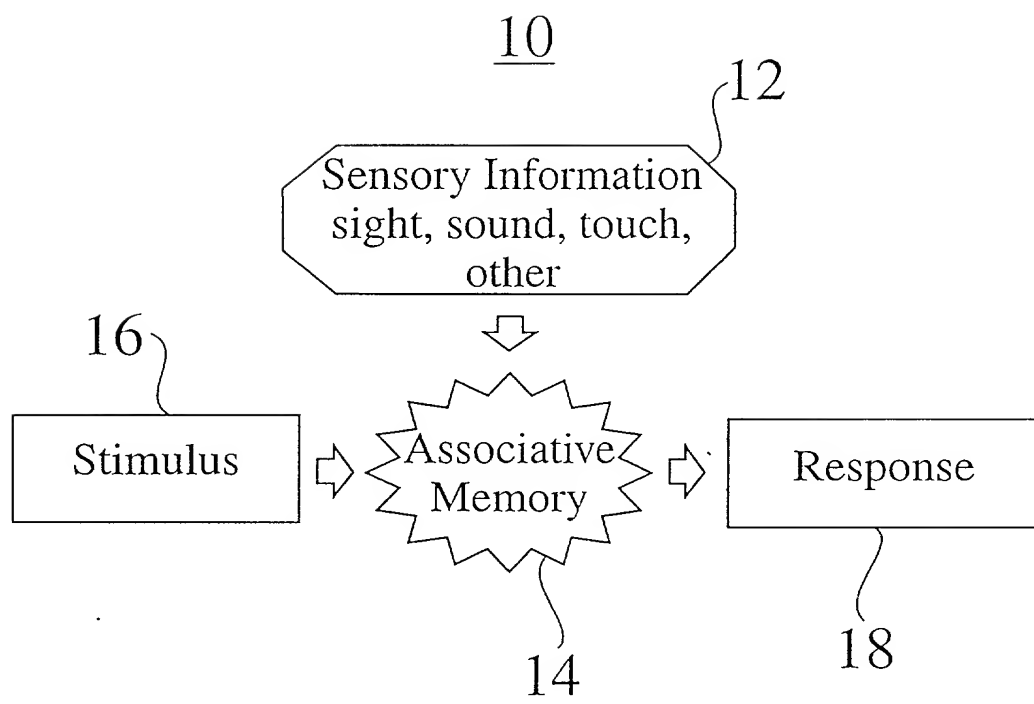 10
12
Sensory Information
sight, sound, touch,
other
16
Stimulus
Associative
Memory
Response
14
18